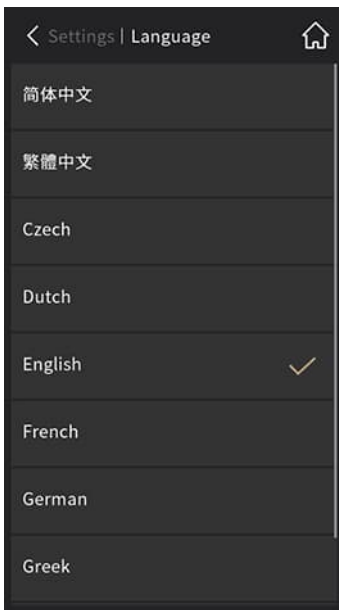 Settings | Language
简体中文
繁體中文
Czech
Dutch
English
French
German
Greek